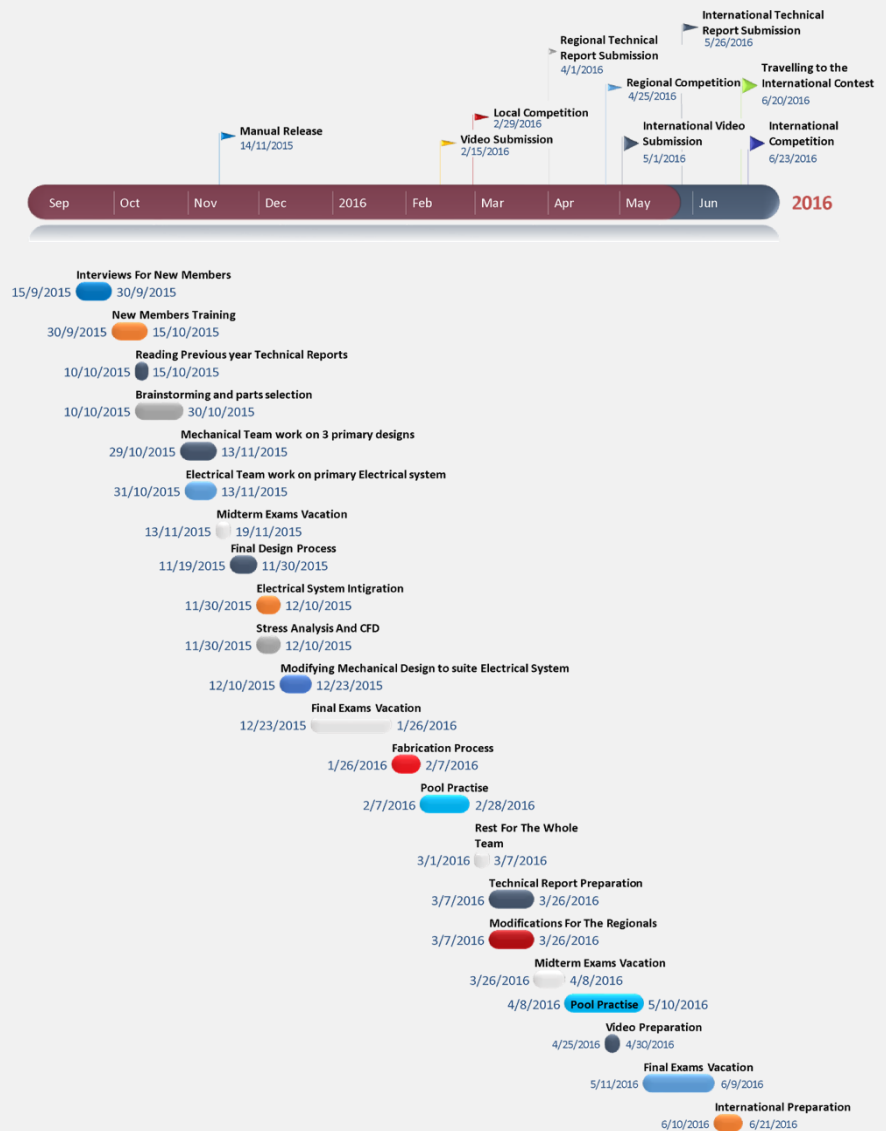 International Technical
Report Submission
5/26/2016
Regional Technical
Report Submission
4/1/2016
Travelling to the
International Contest
6/20/2016
Regional Competition
4/25/2016
Local Competition
2/29/2016
Manual Release
14/11/2015
Video Submission
2/15/2016
International Video
Submission
5/1/2016
International
Competition
6/23/2016
Sep Oct Nov Dec 2016 Feb Mar Apr May Jun 2016
Interviews For New Members
15/9/2015 30/9/2015
New Members Training
30/9/2015 15/10/2015
Reading Previous year Technical Reports
10/10/2015 15/10/2015
Brainstorming and parts selection
10/10/2015 30/10/2015
Mechanical Team work on 3 primary designs
29/10/2015 13/11/2015
Electrical Team work on primary Electrical system
31/10/2015 13/11/2015
Midterm Exams Vacation
13/11/2015 19/11/2015
Final Design Process
11/19/2015 11/30/2015
Electrical System Intigration
11/30/2015 12/10/2015
Stress Analysis And CFD
11/30/2015 12/10/2015
Modifying Mechanical Design to suite Electrical System
12/10/2015 12/23/2015
Final Exams Vacation
12/23/2015 1/26/2016
Fabrication Process
1/26/2016 2/7/2016
Pool Practise
2/7/2016 2/28/2016
Rest For The Whole
Team
3/1/2016 3/7/2016
Technical Report Preparation
3/7/2016 3/26/2016
Modifications For The Regionals
3/7/2016 3/26/2016
Midterm Exams Vacation
3/26/2016 4/8/2016
4/8/2016 Pool Practise 5/10/2016
Video Preparation
4/25/2016 4/30/2016
Final Exams Vacation
5/11/2016 6/9/2016
International Preparation
6/10/2016 6/21/2016